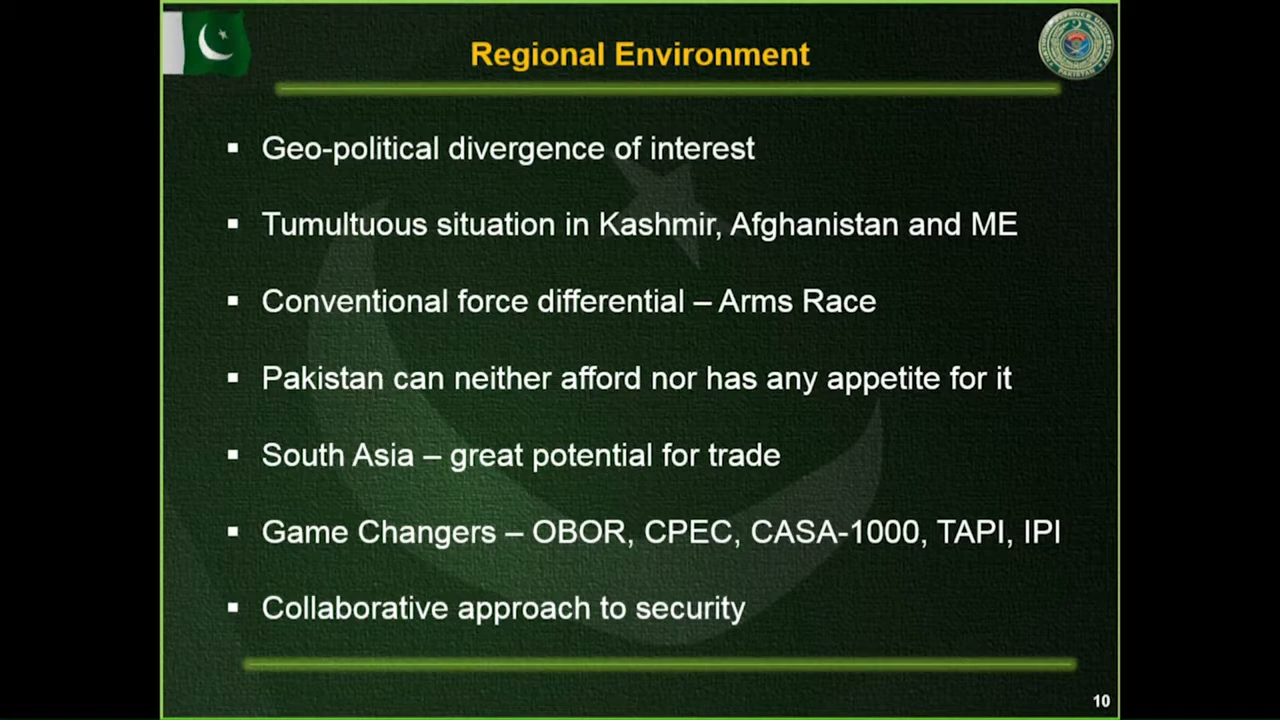 Regional Environment
▪ Geo-political divergence of interest
▪ Tumultuous situation in Kashmir, Afghanistan and ME
▪ Conventional force differential – Arms Race
▪ Pakistan can neither afford nor has any appetite for it
▪ South Asia – great potential for trade
▪ Game Changers – OBOR, CPEC, CASA-1000, TAPI, IPI
▪ Collaborative approach to security
10